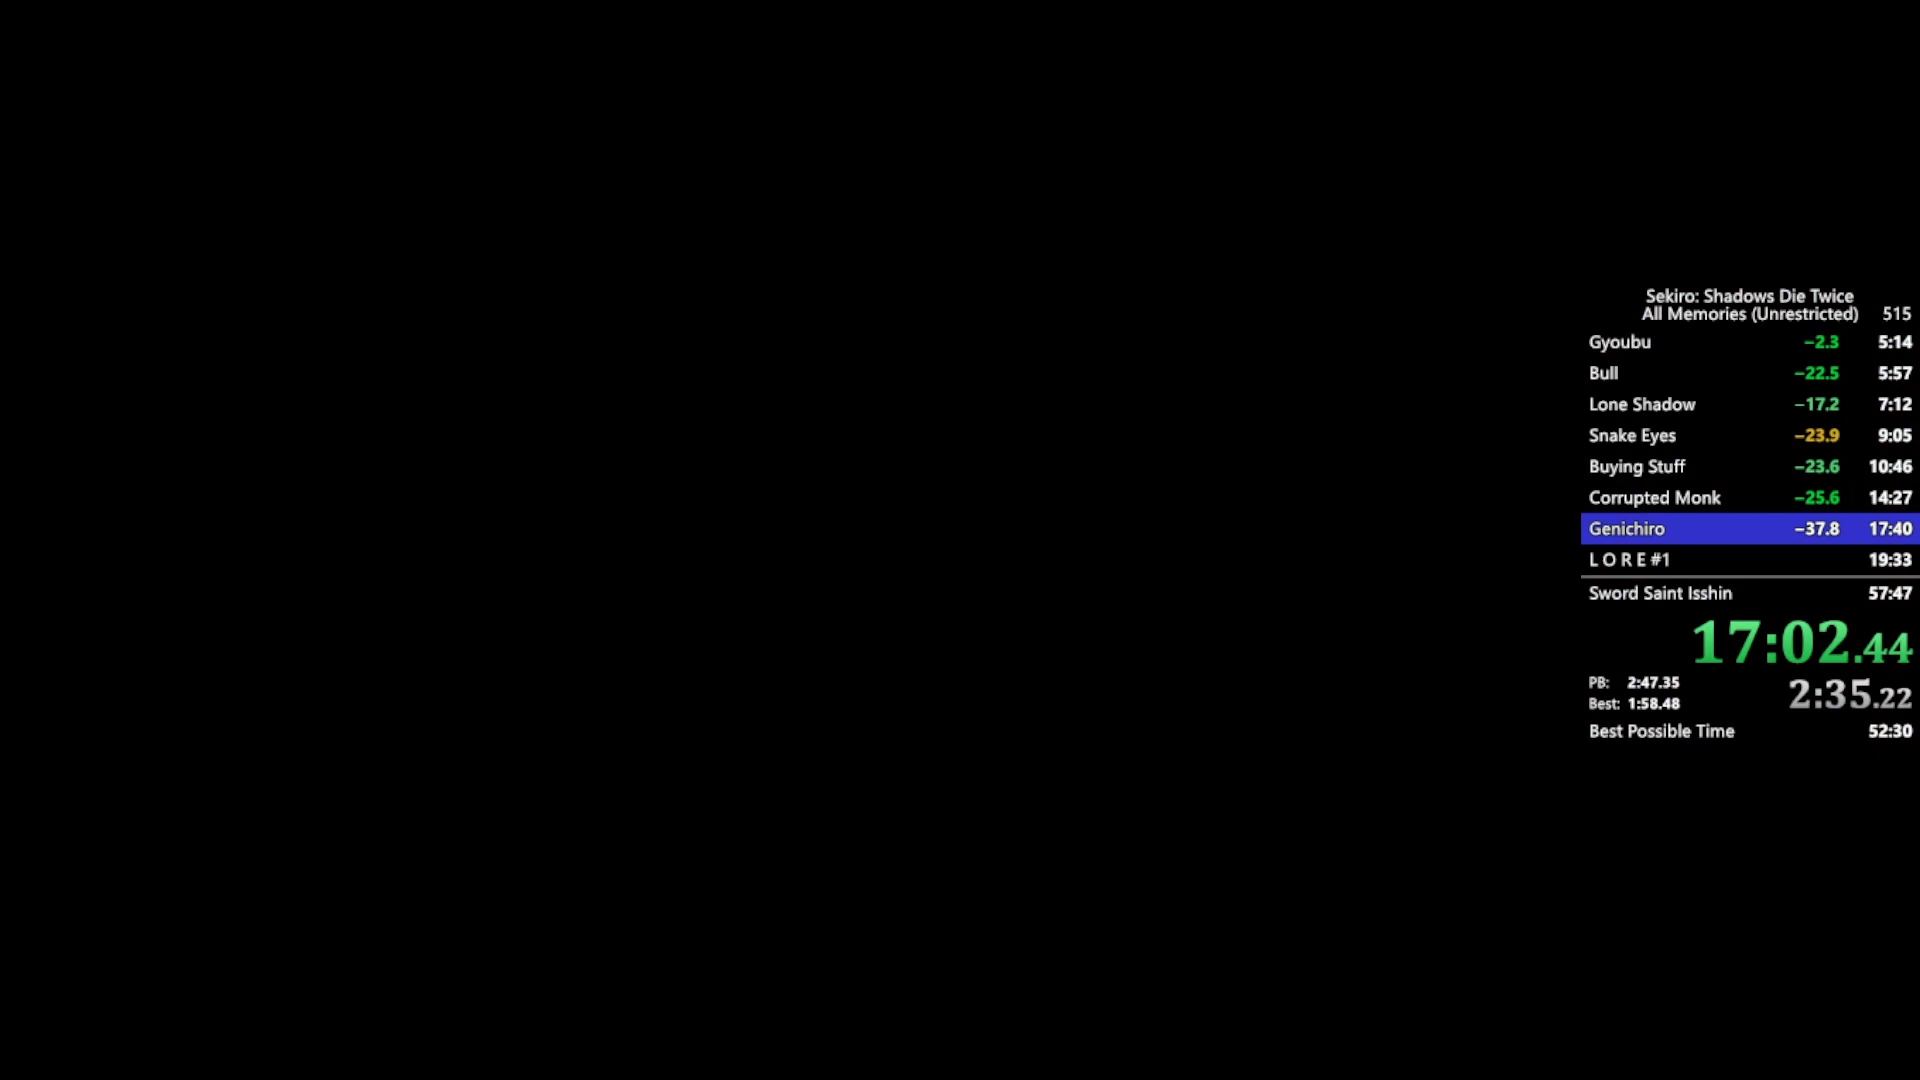 Sekiro: Shadows Die Twice
All Memories (Unrestricted) 515
Gyoubu −2.3 5:14
Bull −22.5 5:57
Lone Shadow −17.2 7:12
Snake Eyes −23.9 9:05
Buying Stuff −23.6 10:46
Corrupted Monk −25.6 14:27
Genichiro −37.8 17:40
L O R E #1 19:33
Sword Saint Isshin 57:47
17:02.44
PB: 2:47.35
2:35.22
Best: 1:58.48
Best Possible Time 52:30